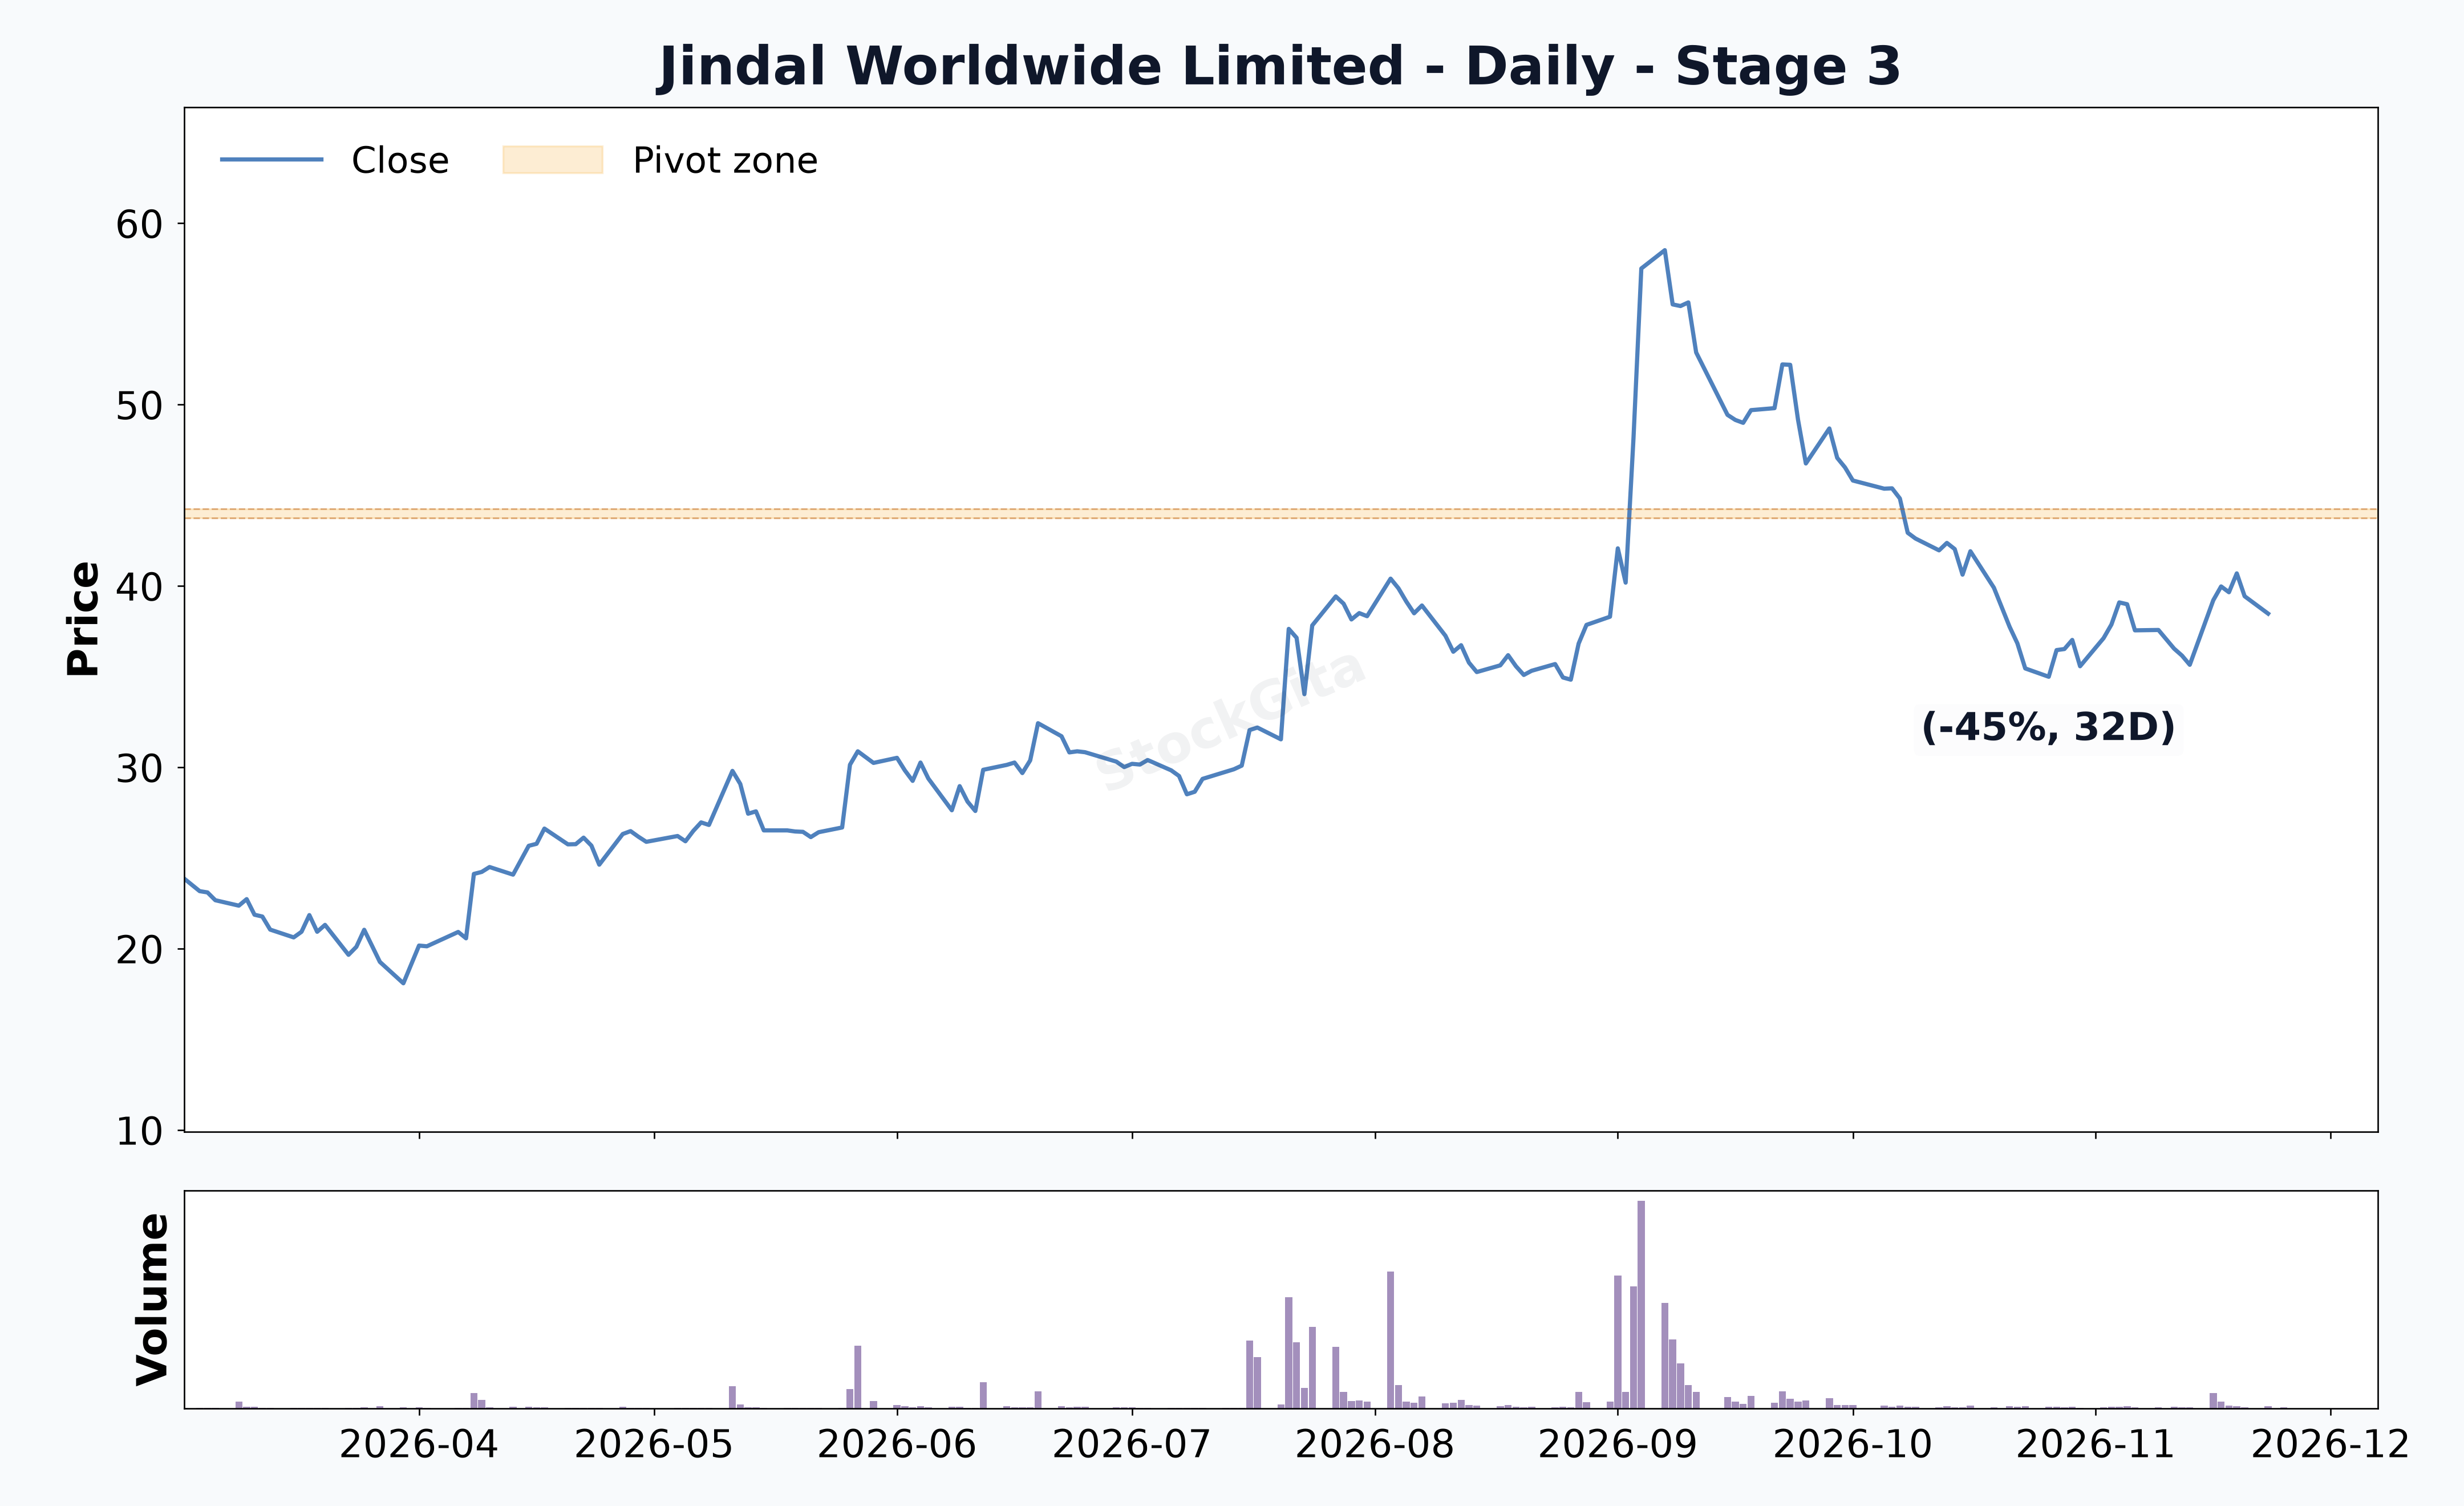 Jindal Worldwide Limited - Daily - Stage 3
Close
Pivot zone
60
50
40
30
20
10
Price
StockGita
(-45%, 32D)
Volume
2026-04
2026-05
2026-06
2026-07
2026-08
2026-09
2026-10
2026-11
2026-12